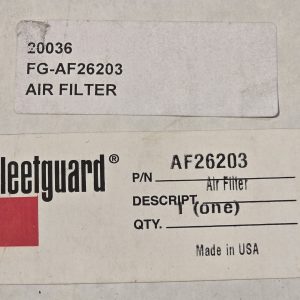 20036
FG-AF26203
AIR FILTER
leetguard®
P/N AF26203
Air Filter
DESCRIPT.
QTY. 1 (one)
Made in USA